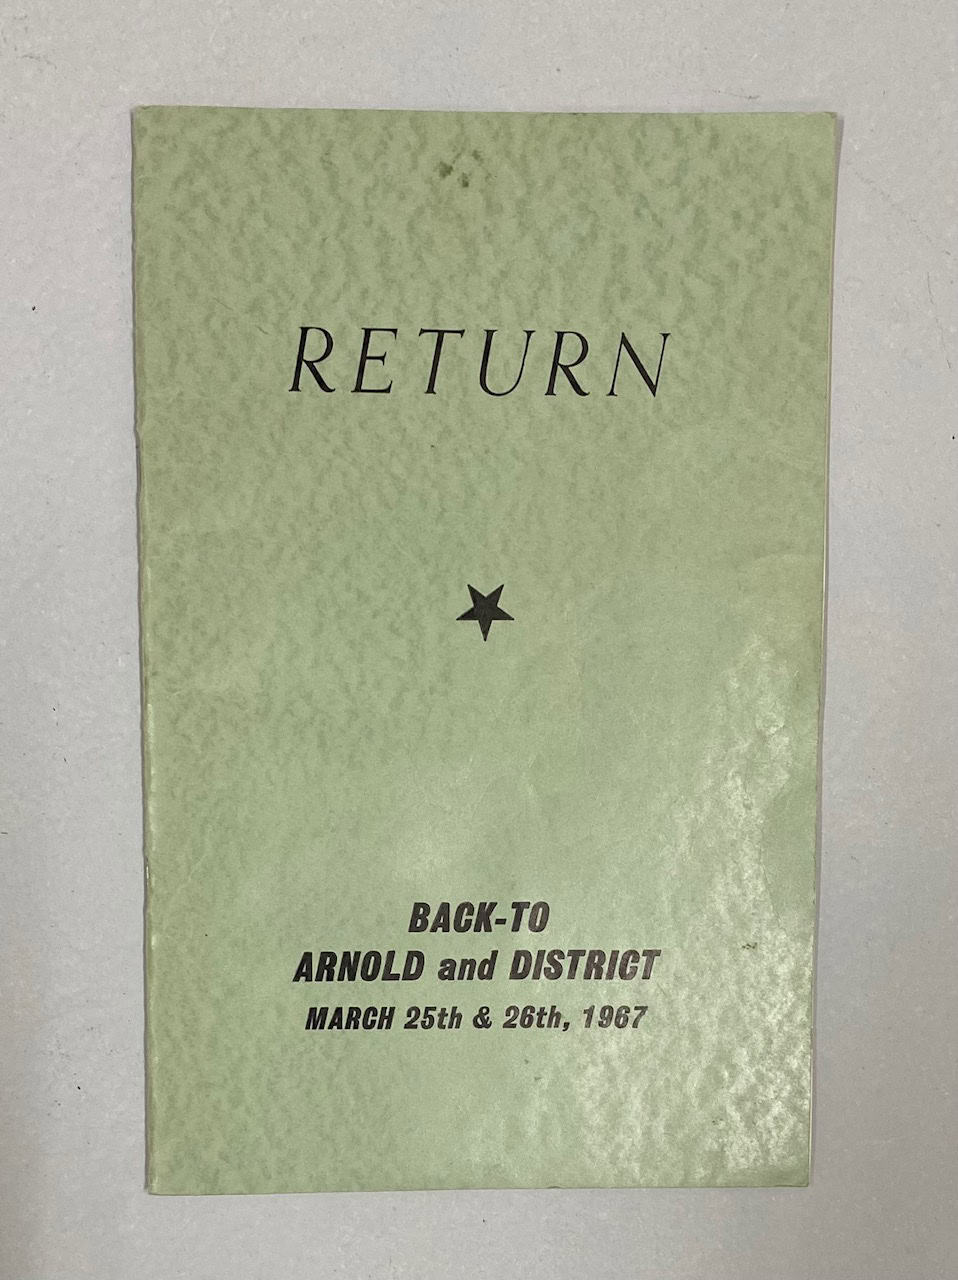 RETURN
BACK-TO
ARNOLD and DISTRICT
MARCH 25th & 26th, 1967